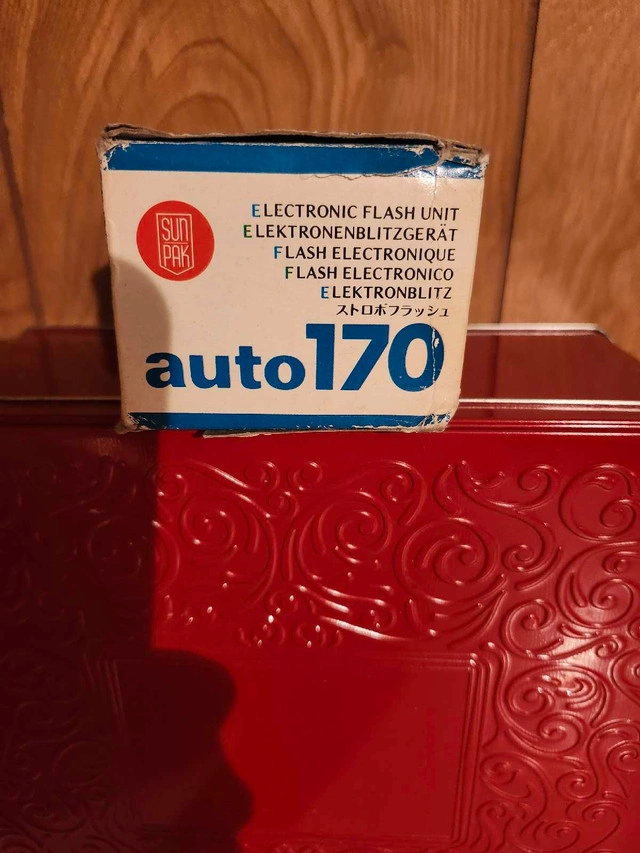 SUN
PAK
ELECTRONIC FLASH UNIT
ELEKTRONENBLITZGERÄT
FLASH ELECTRONIQUE
FLASH ELECTRONICO
ELEKTRONBLITZ
ストロボフラッシュ
auto170